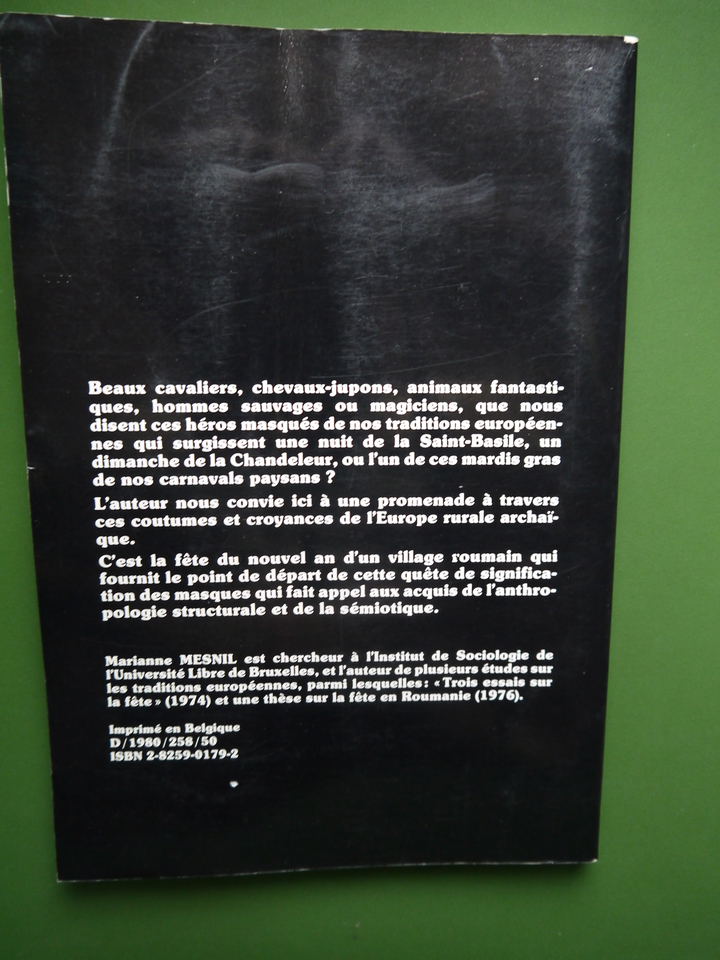 Beaux cavaliers, chevaux-jupons, animaux fantasti-
ques, hommes sauvages ou magiciens, que nous
disent ces héros masqués de nos traditions européen-
nes qui surgissent une nuit de la Saint-Basile, un
dimanche de la Chandeleur, ou l'un de ces mardis gras
de nos carnavals paysans ?
L'auteur nous convie ici à une promenade à travers
ces coutumes et croyances de l'Europe rurale archaï-
que.
C'est la fête du nouvel an d'un village roumain qui
fournit le point de départ de cette quête de significa-
tion des masques qui fait appel aux acquis de l'anthro-
pologie structurale et de la sémiotique.
Marianne MESNIL est chercheur à l'Institut de Sociologie de
l'Université Libre de Bruxelles, et l'auteur de plusieurs études sur
les traditions européennes, parmi lesquelles : « Trois essais sur
la fête » (1974) et une thèse sur la fête en Roumanie (1976).
Imprimé en Belgique
D/1980/258/50
ISBN 2-8259-0179-2